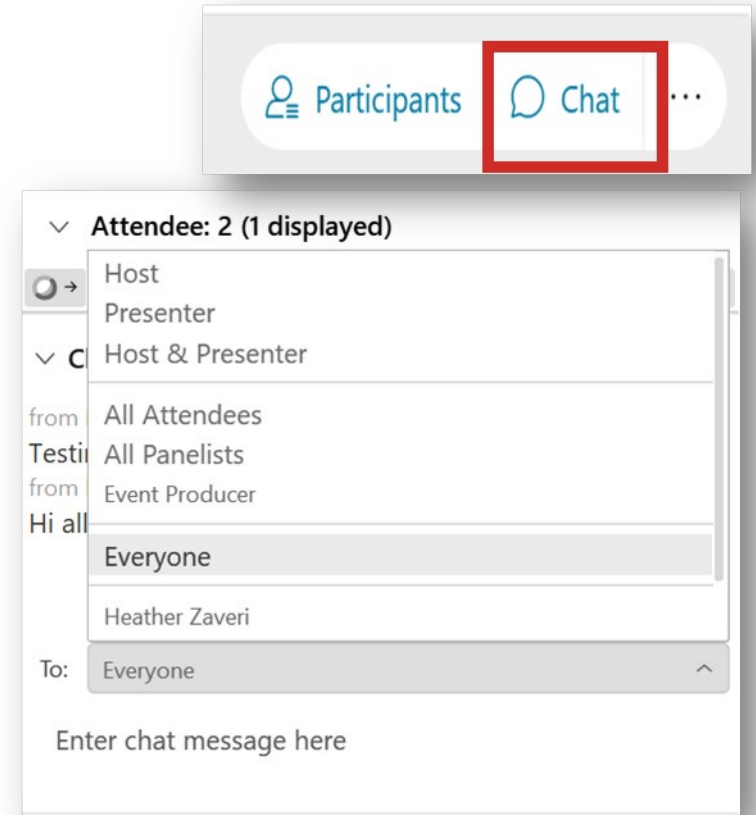 Participants Chat ...
Attendee: 2 (1 displayed)
Host
Presenter
Host & Presenter
from
All Attendees
All Panelists
from
Event Producer
Hi all
Everyone
Heather Zaveri
To: Everyone
Enter chat message here